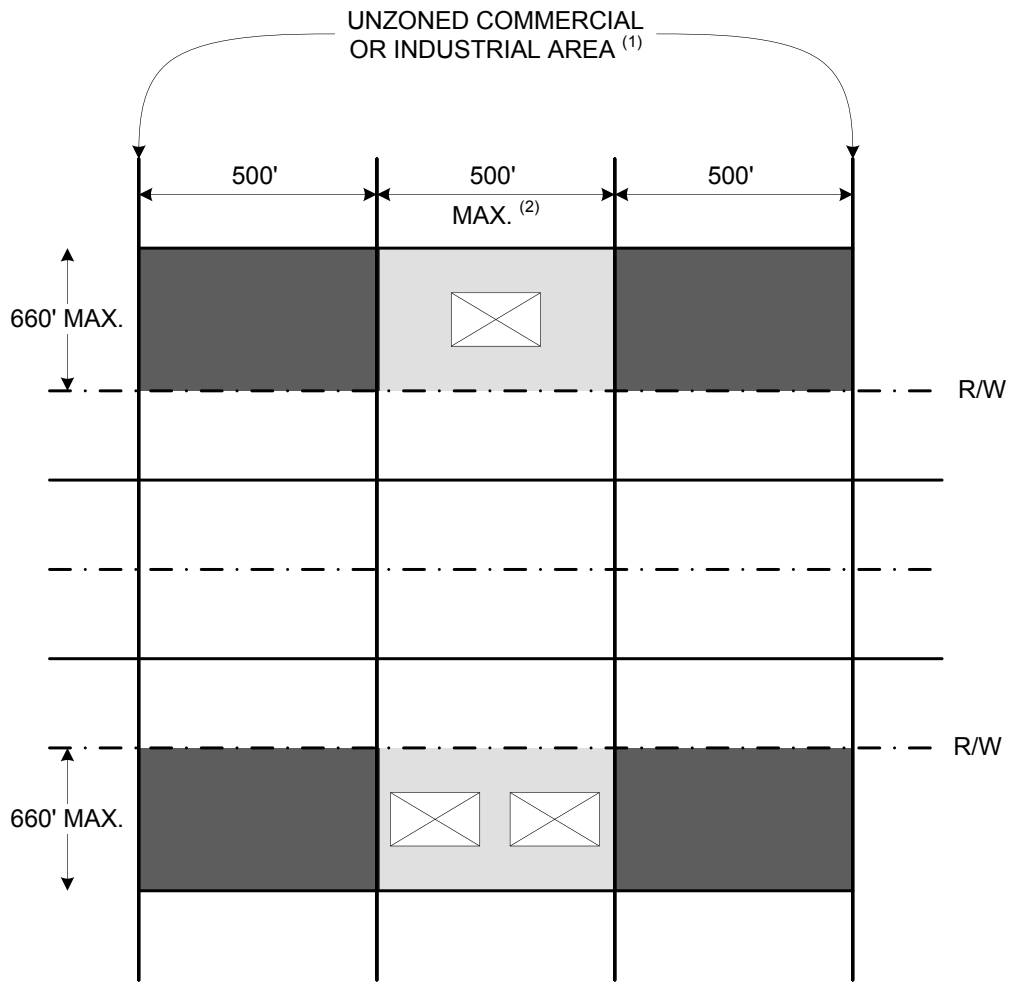 UNZONED COMMERCIAL
OR INDUSTRIAL AREA (1)
500' 500' 500'
MAX. (2)
660' MAX.
R/W
R/W
660' MAX.